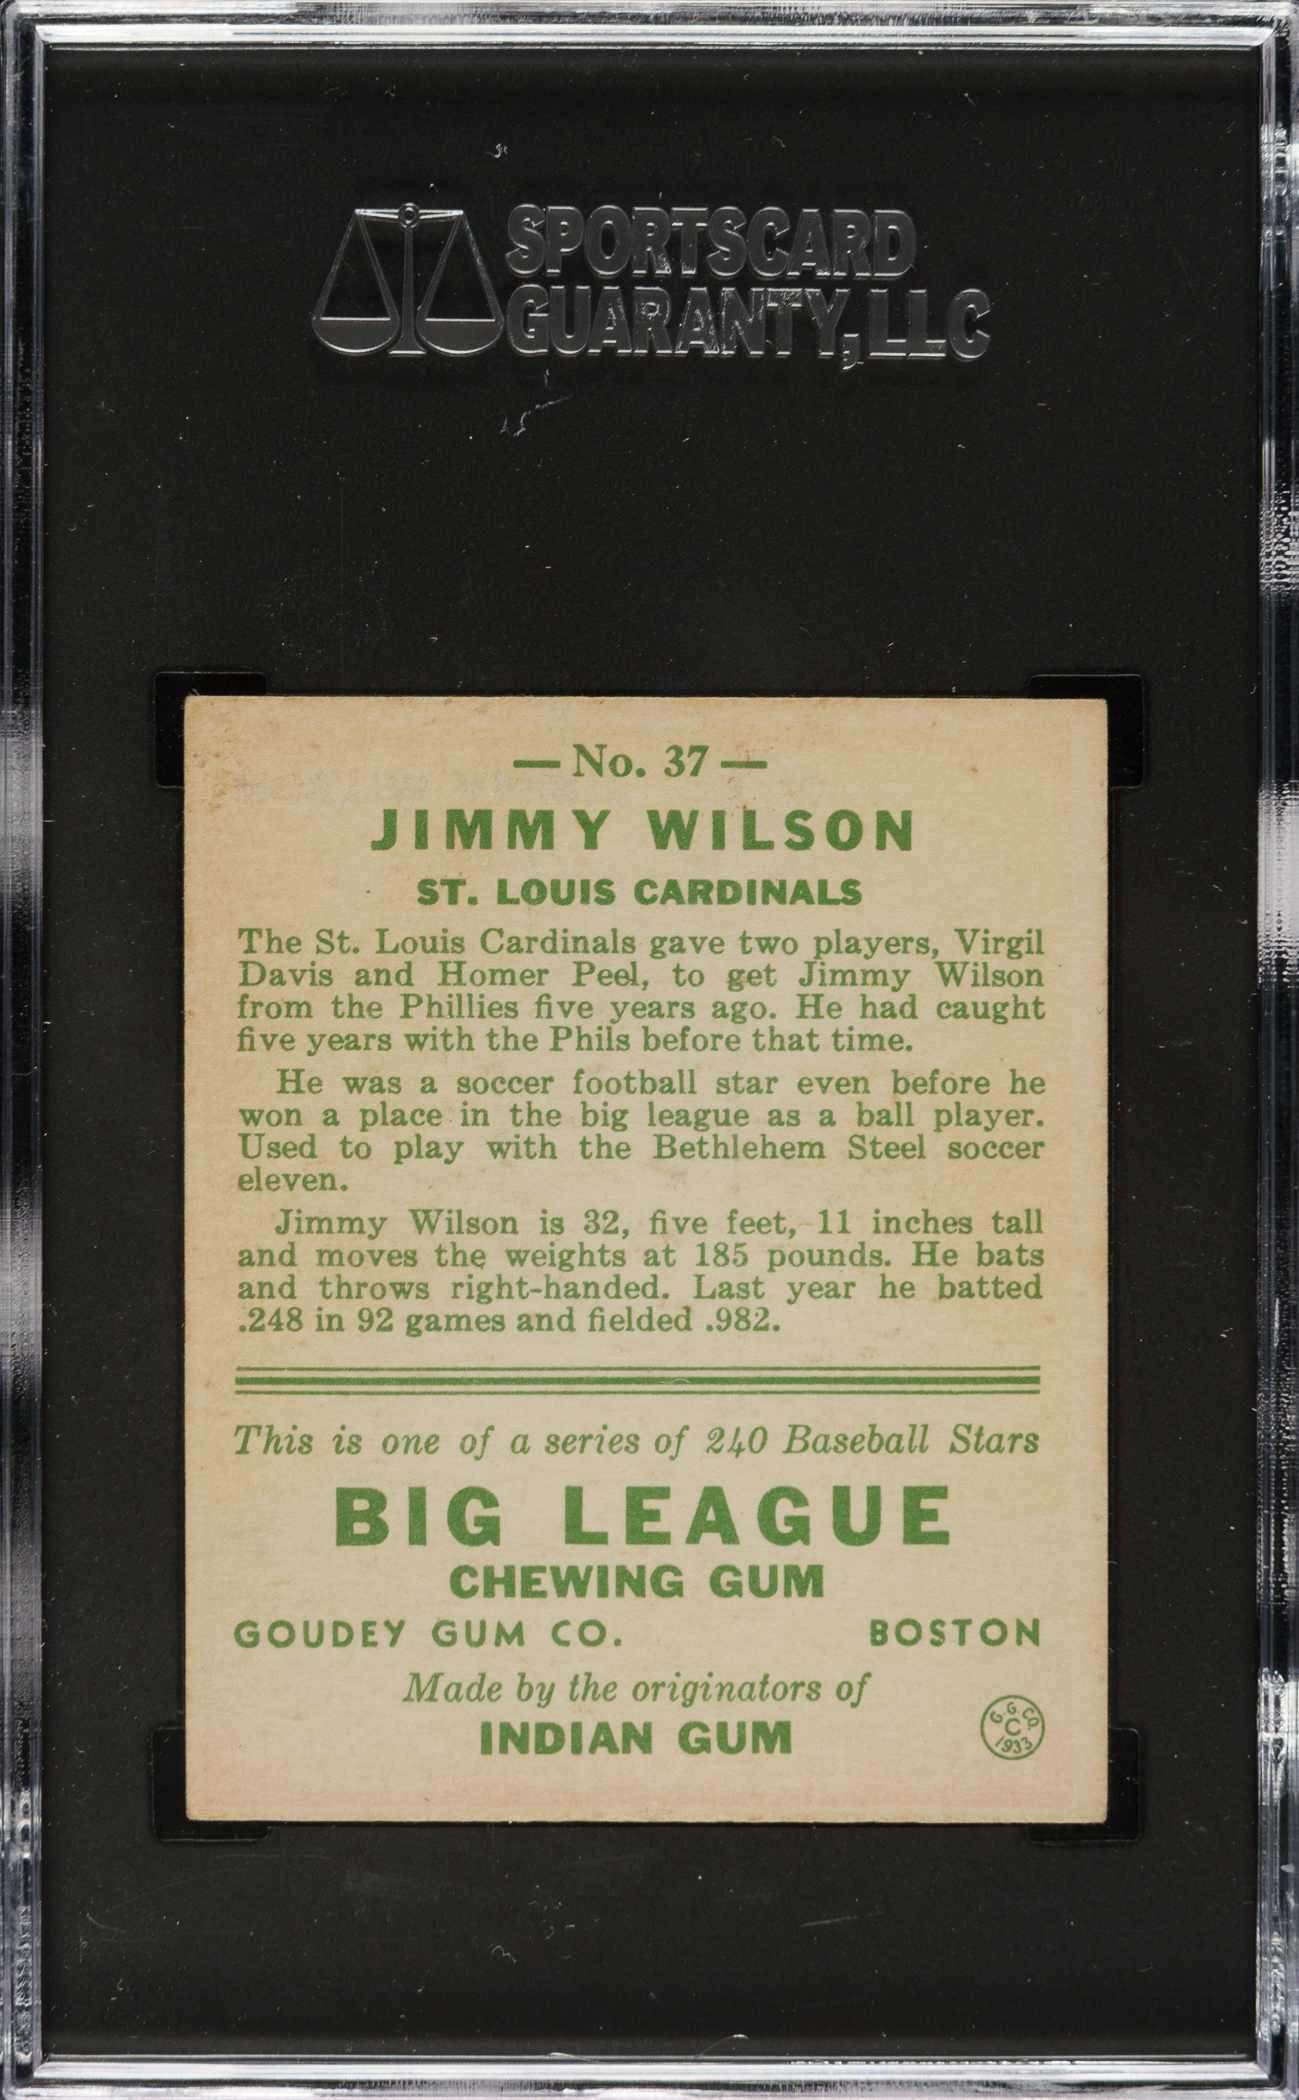 SPORTSCARD
GUARANTY, LLC
— No. 37 —
JIMMY WILSON
ST. LOUIS CARDINALS
The St. Louis Cardinals gave two players, Virgil
Davis and Homer Peel, to get Jimmy Wilson
from the Phillies five years ago. He had caught
five years with the Phils before that time.
He was a soccer football star even before he
won a place in the big league as a ball player.
Used to play with the Bethlehem Steel soccer
eleven.
Jimmy Wilson is 32, five feet, 11 inches tall
and moves the weights at 185 pounds. He bats
and throws right-handed. Last year he batted
.248 in 92 games and fielded .982.
This is one of a series of 240 Baseball Stars
BIG LEAGUE
CHEWING GUM
GOUDEY GUM CO. BOSTON
Made by the originators of
INDIAN GUM
G. G. CO.
C
1933